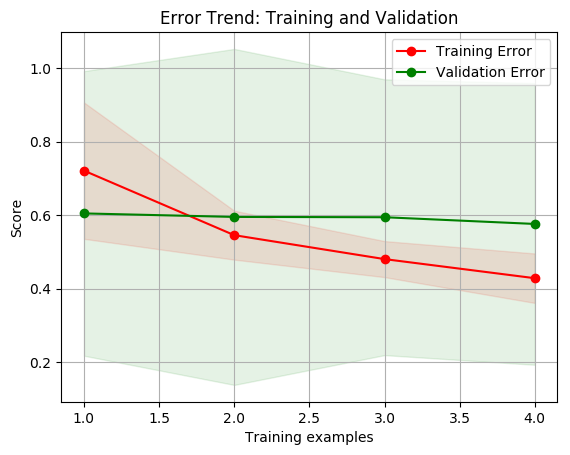 Error Trend: Training and Validation
Training Error
Validation Error
Score
1.0
0.8
0.6
0.4
0.2
1.0
1.5
2.0
2.5
3.0
3.5
4.0
Training examples